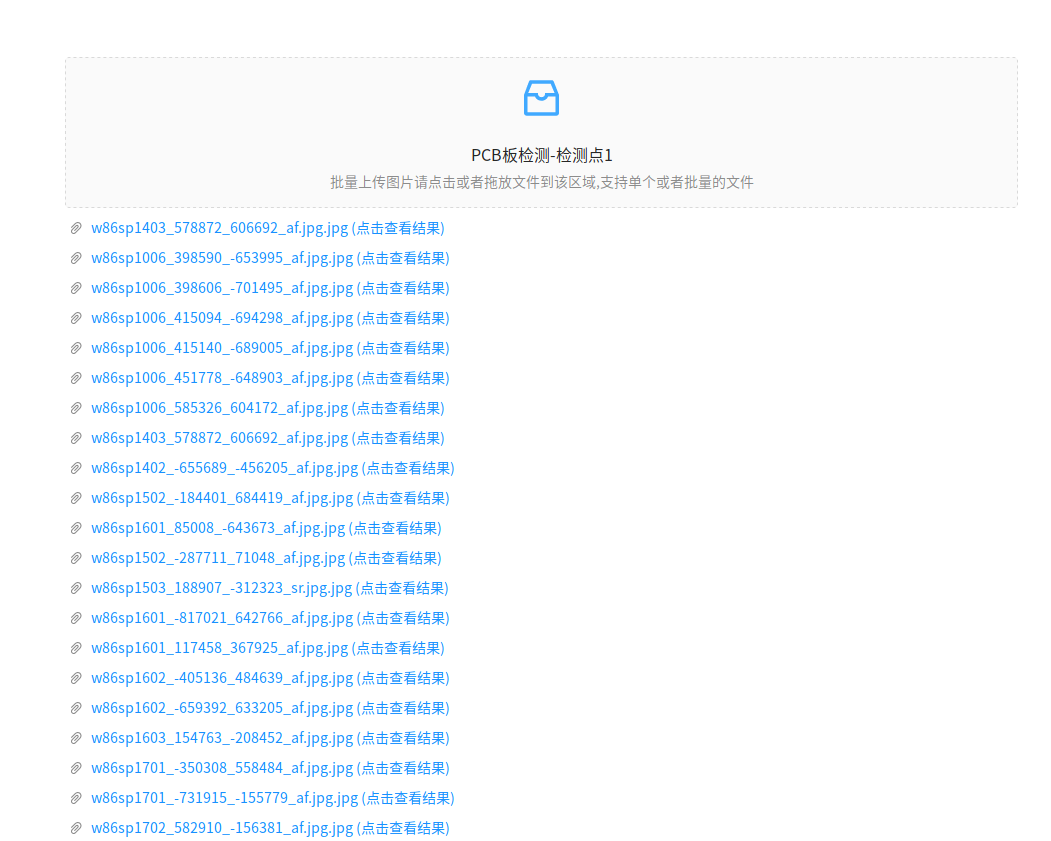 PCB板检测-检测点1
批量上传图片请点击或者拖放文件到该区域,支持单个或者批量的文件
w86sp1403_578872_606692_af.jpg.jpg (点击查看结果)
w86sp1006_398590_-653995_af.jpg.jpg (点击查看结果)
w86sp1006_398606_-701495_af.jpg.jpg (点击查看结果)
w86sp1006_415094_-694298_af.jpg.jpg (点击查看结果)
w86sp1006_415140_-689005_af.jpg.jpg (点击查看结果)
w86sp1006_451778_-648903_af.jpg.jpg (点击查看结果)
w86sp1006_585326_604172_af.jpg.jpg (点击查看结果)
w86sp1403_578872_606692_af.jpg.jpg (点击查看结果)
w86sp1402_-655689_-456205_af.jpg.jpg (点击查看结果)
w86sp1502_-184401_684419_af.jpg.jpg (点击查看结果)
w86sp1601_85008_-643673_af.jpg.jpg (点击查看结果)
w86sp1502_-287711_71048_af.jpg.jpg (点击查看结果)
w86sp1503_188907_-312323_sr.jpg.jpg (点击查看结果)
w86sp1601_-817021_642766_af.jpg.jpg (点击查看结果)
w86sp1601_117458_367925_af.jpg.jpg (点击查看结果)
w86sp1602_-405136_484639_af.jpg.jpg (点击查看结果)
w86sp1602_-659392_633205_af.jpg.jpg (点击查看结果)
w86sp1603_154763_-208452_af.jpg.jpg (点击查看结果)
w86sp1701_-350308_558484_af.jpg.jpg (点击查看结果)
w86sp1701_-731915_-155779_af.jpg.jpg (点击查看结果)
w86sp1702_582910_-156381_af.jpg.jpg (点击查看结果)